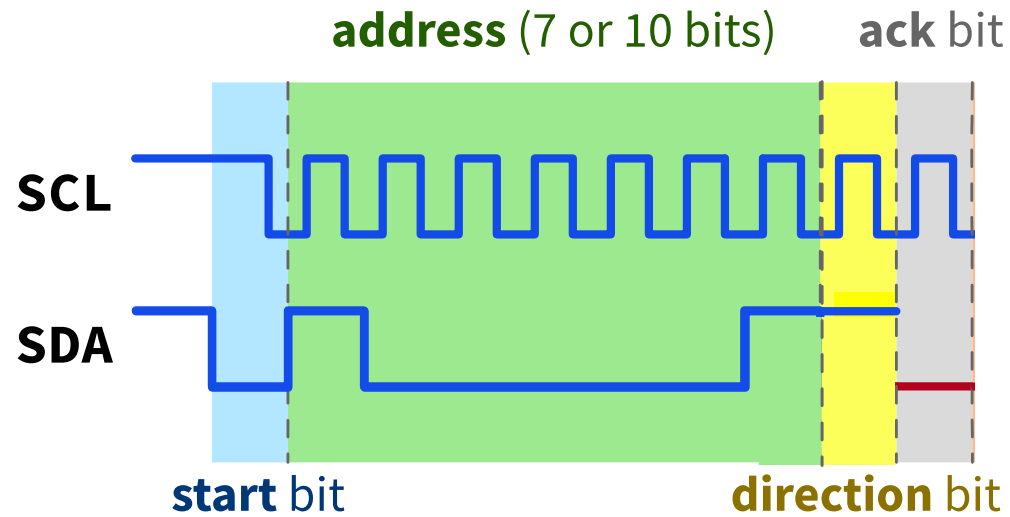 address (7 or 10 bits)
ack bit
SCL
SDA
start bit
direction bit